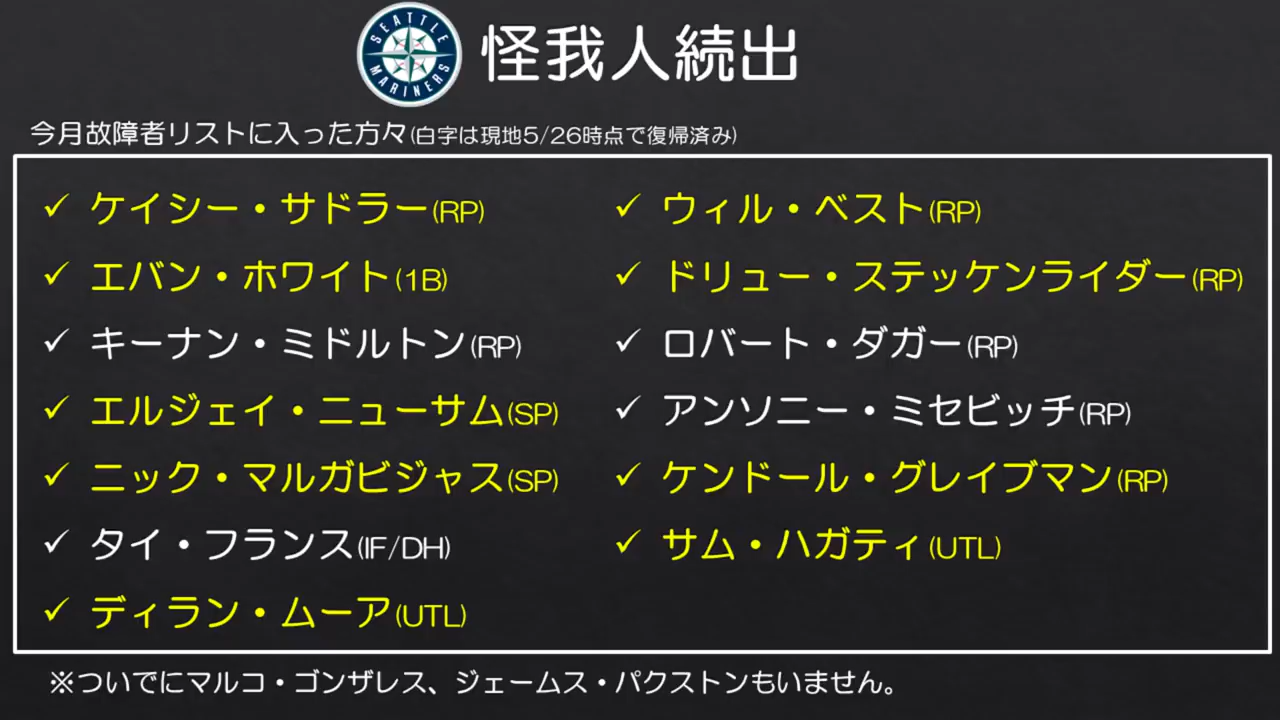 SEATTLE MARINERS
怪我人続出
今月故障者リストに入った方々(白字は現地5/26時点で復帰済み)
✓ ケイシー・サドラー(RP)
✓ エバン・ホワイト(1B)
✓ キーナン・ミドルトン(RP)
✓ エルジェイ・ニューサム(SP)
✓ ニック・マルガビジャス(SP)
✓ タイ・フランス(IF/DH)
✓ ディラン・ムーア(UTL)
✓ ウィル・ベスト(RP)
✓ ドリュー・ステッケンライダー(RP)
✓ ロバート・ダガー(RP)
✓ アンソニー・ミセビッチ(RP)
✓ ケンドール・グレイブマン(RP)
✓ サム・ハガティ(UTL)
※ついでにマルコ・ゴンザレス、ジェームス・パクストンもいません。